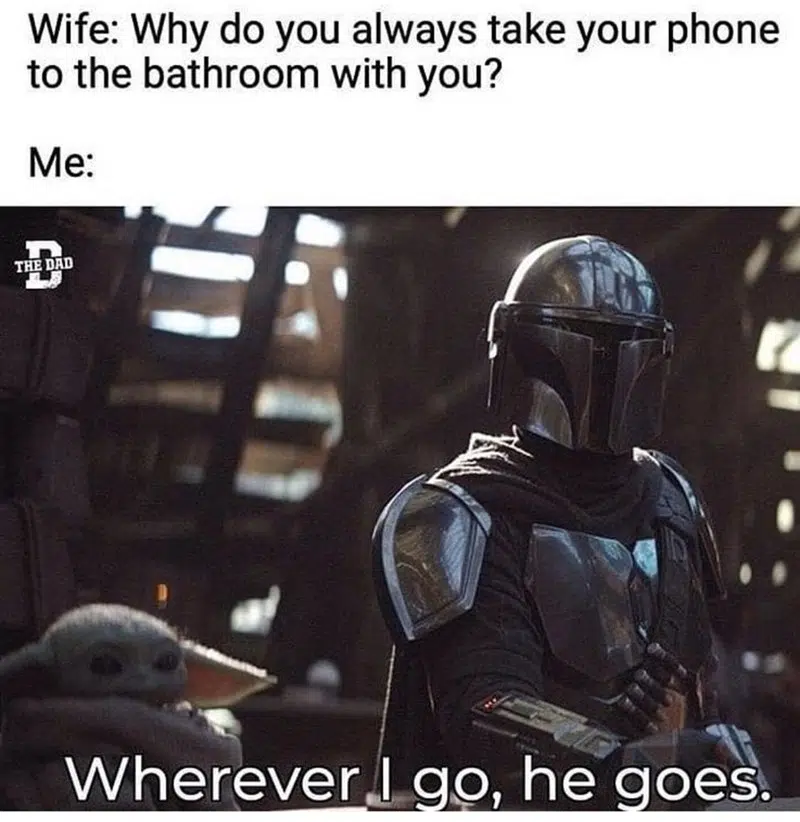 Wife: Why do you always take your phone
to the bathroom with you?
Me:
THE DAD
Wherever I go, he goes.